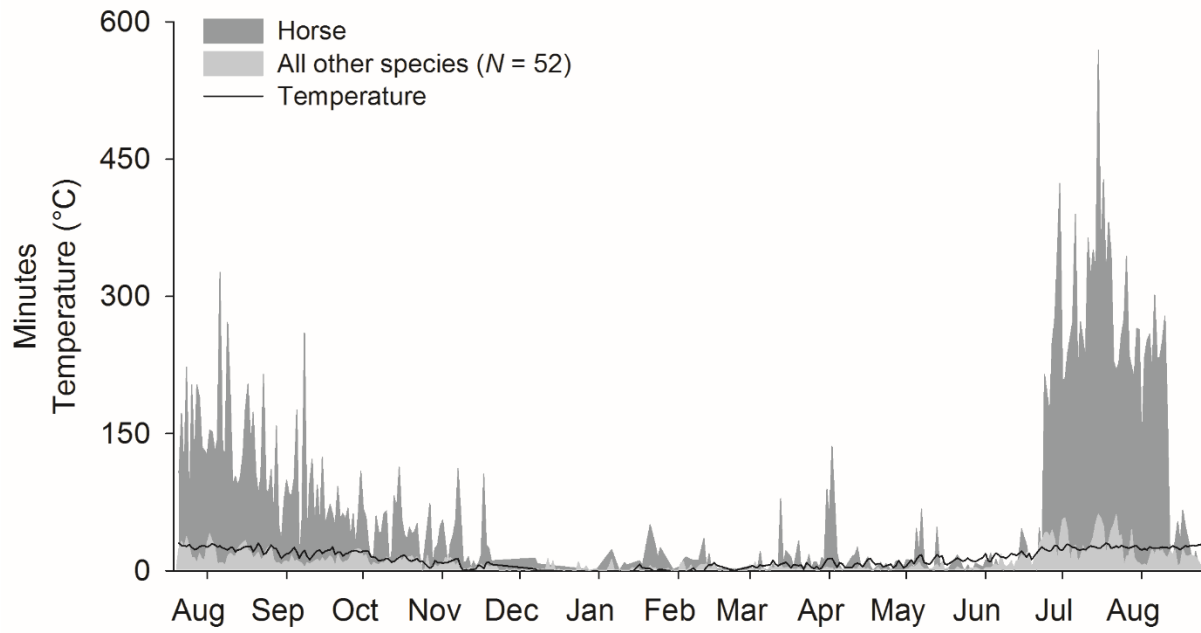 600
450
300
150
0
Minutes
Temperature (°C)
Horse
All other species (N = 52)
Temperature
Aug Sep Oct Nov Dec Jan Feb Mar Apr May Jun Jul Aug